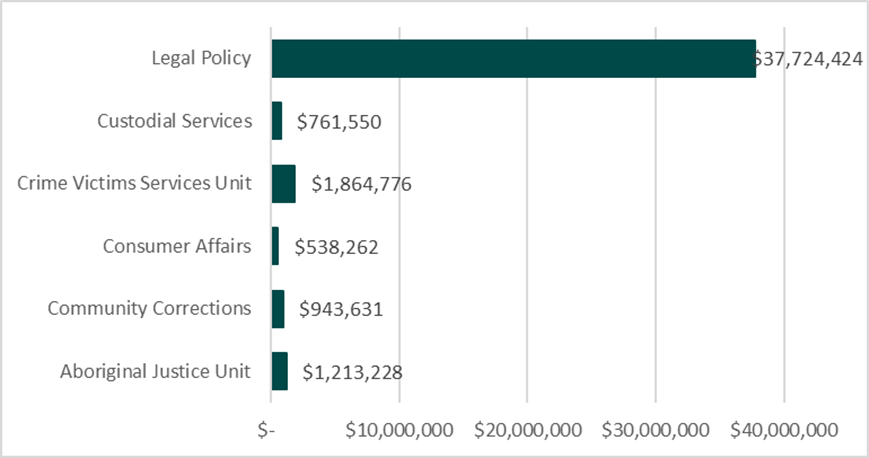 Legal Policy $37,724,424
Custodial Services $761,550
Crime Victims Services Unit $1,864,776
Consumer Affairs $538,262
Community Corrections $943,631
Aboriginal Justice Unit $1,213,228
$- $10,000,000 $20,000,000 $30,000,000 $40,000,000